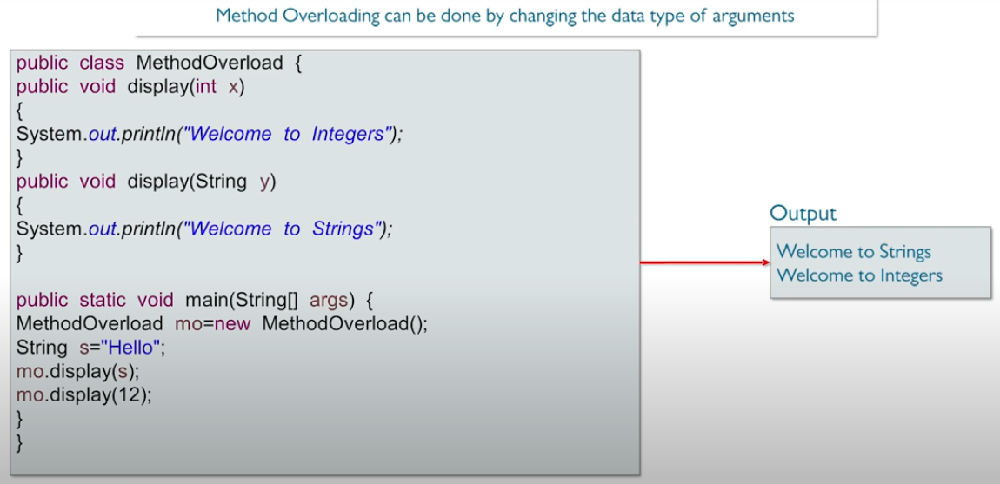 Method Overloading can be done by changing the data type of arguments
public class MethodOverload {
public void display(int x)
{
System.out.println("Welcome to Integers");
}
public void display(String y)
{
System.out.println("Welcome to Strings");
}
public static void main(String[] args) {
MethodOverload mo=new MethodOverload();
String s="Hello";
mo.display(s);
mo.display(12);
}
}
Output
Welcome to Strings
Welcome to Integers